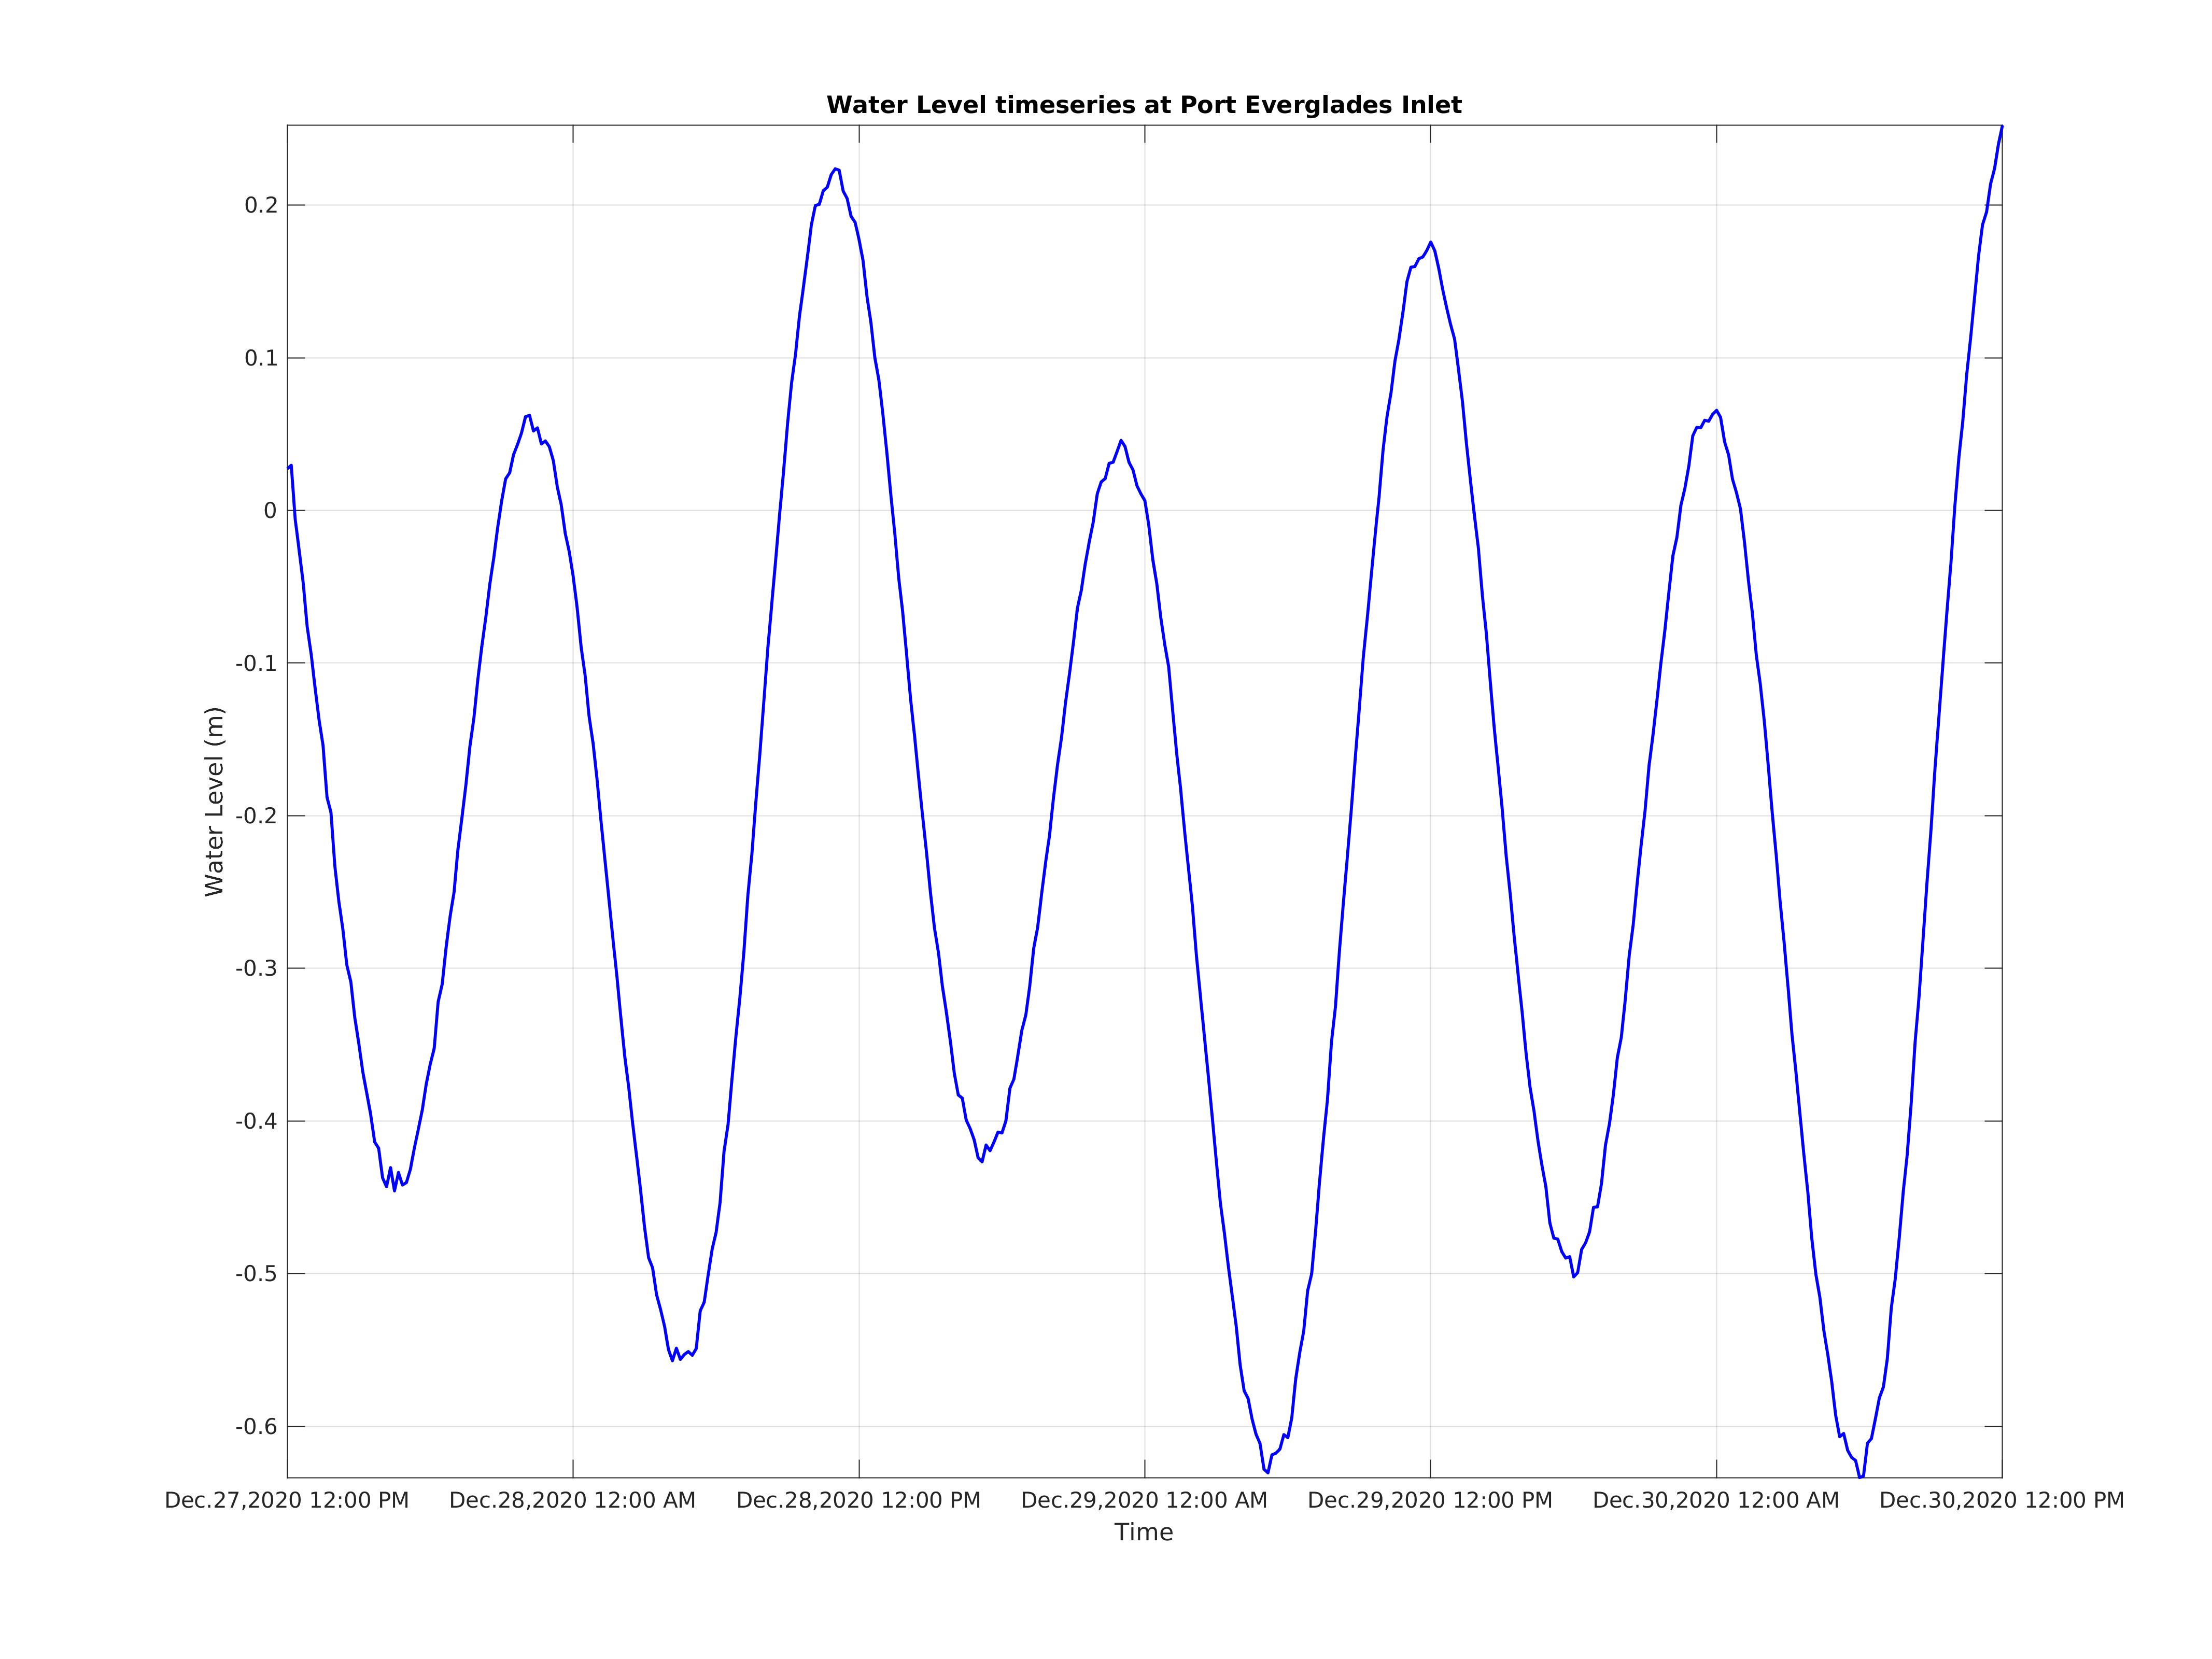 Water Level timeseries at Port Everglades Inlet
0.2
0.1
0
-0.1
-0.2
-0.3
-0.4
-0.5
-0.6
Water Level (m)
Dec.27,2020 12:00 PM Dec.28,2020 12:00 AM Dec.28,2020 12:00 PM Dec.29,2020 12:00 AM Dec.29,2020 12:00 PM Dec.30,2020 12:00 AM Dec.30,2020 12:00 PM
Time